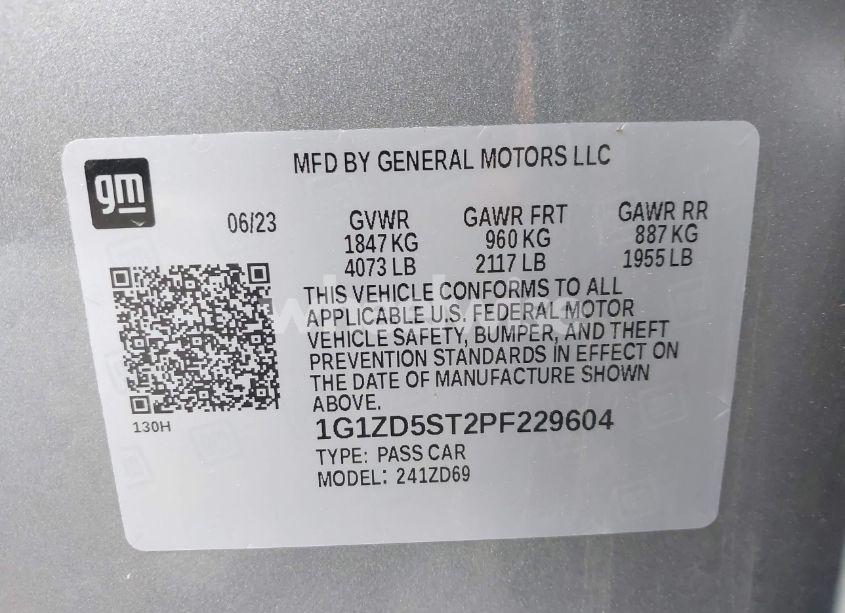 MFD BY GENERAL MOTORS LLC
gm
06/23 GVWR GAWR FRT GAWR RR
1847 KG 960 KG 887 KG
4073 LB 2117 LB 1955 LB
THIS VEHICLE CONFORMS TO ALL
APPLICABLE U.S. FEDERAL MOTOR
VEHICLE SAFETY, BUMPER, AND THEFT
PREVENTION STANDARDS IN EFFECT ON
THE DATE OF MANUFACTURE SHOWN
ABOVE.
130H
1G1ZD5ST2PF229604
TYPE: PASS CAR
MODEL: 241ZD69